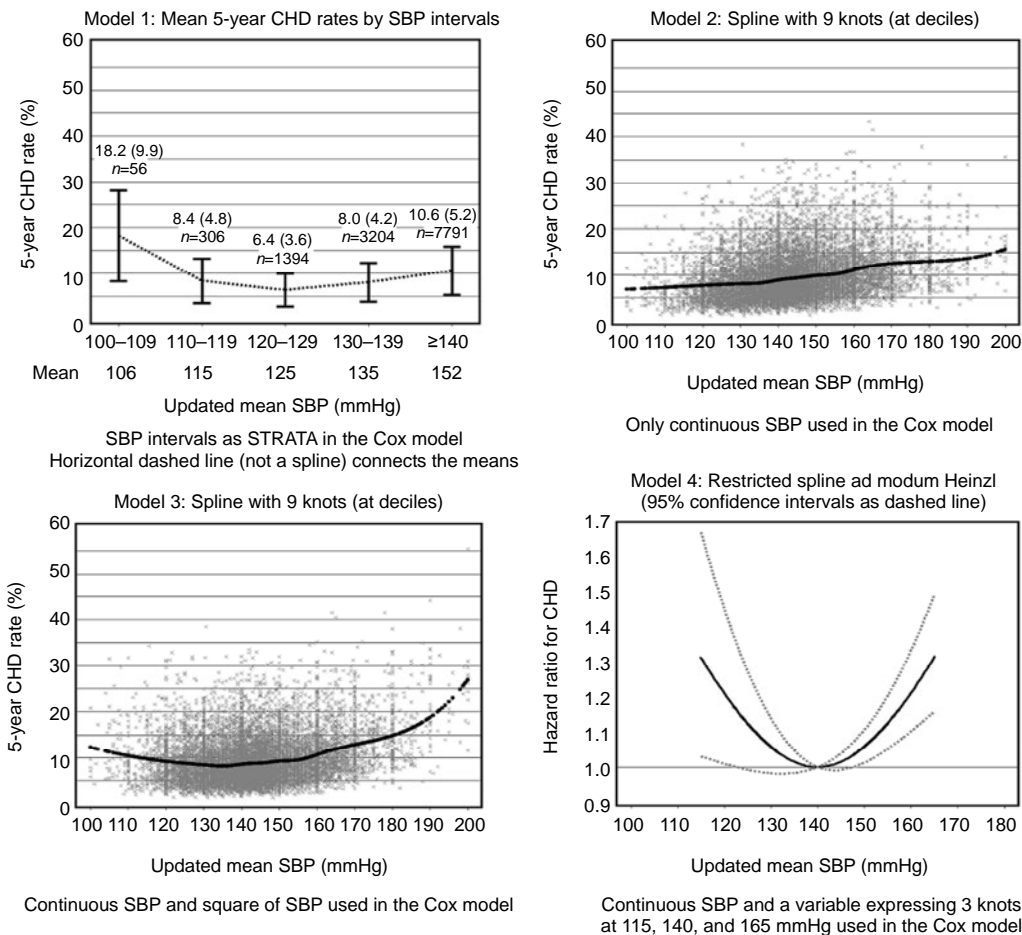 Model 1: Mean 5-year CHD rates by SBP intervals
60
50
40
30
20
10
0
5-year CHD rate (%)
18.2 (9.9)
n=56
8.4 (4.8)
n=306
6.4 (3.6)
n=1394
8.0 (4.2)
n=3204
10.6 (5.2)
n=7791
100–109 110–119 120–129 130–139 ≥140
Mean 106 115 125 135 152
Updated mean SBP (mmHg)
SBP intervals as STRATA in the Cox model
Horizontal dashed line (not a spline) connects the means
Model 2: Spline with 9 knots (at deciles)
60
50
40
30
20
10
0
5-year CHD rate (%)
100 110 120 130 140 150 160 170 180 190 200
Updated mean SBP (mmHg)
Only continuous SBP used in the Cox model
Model 3: Spline with 9 knots (at deciles)
60
50
40
30
20
10
0
5-year CHD rate (%)
100 110 120 130 140 150 160 170 180 190 200
Updated mean SBP (mmHg)
Continuous SBP and square of SBP used in the Cox model
Model 4: Restricted spline ad modum Heinzl
(95% confidence intervals as dashed line)
1.7
1.6
1.5
1.4
1.3
1.2
1.1
1.0
0.9
Hazard ratio for CHD
100 110 120 130 140 150 160 170 180
Updated mean SBP (mmHg)
Continuous SBP and a variable expressing 3 knots
at 115, 140, and 165 mmHg used in the Cox model